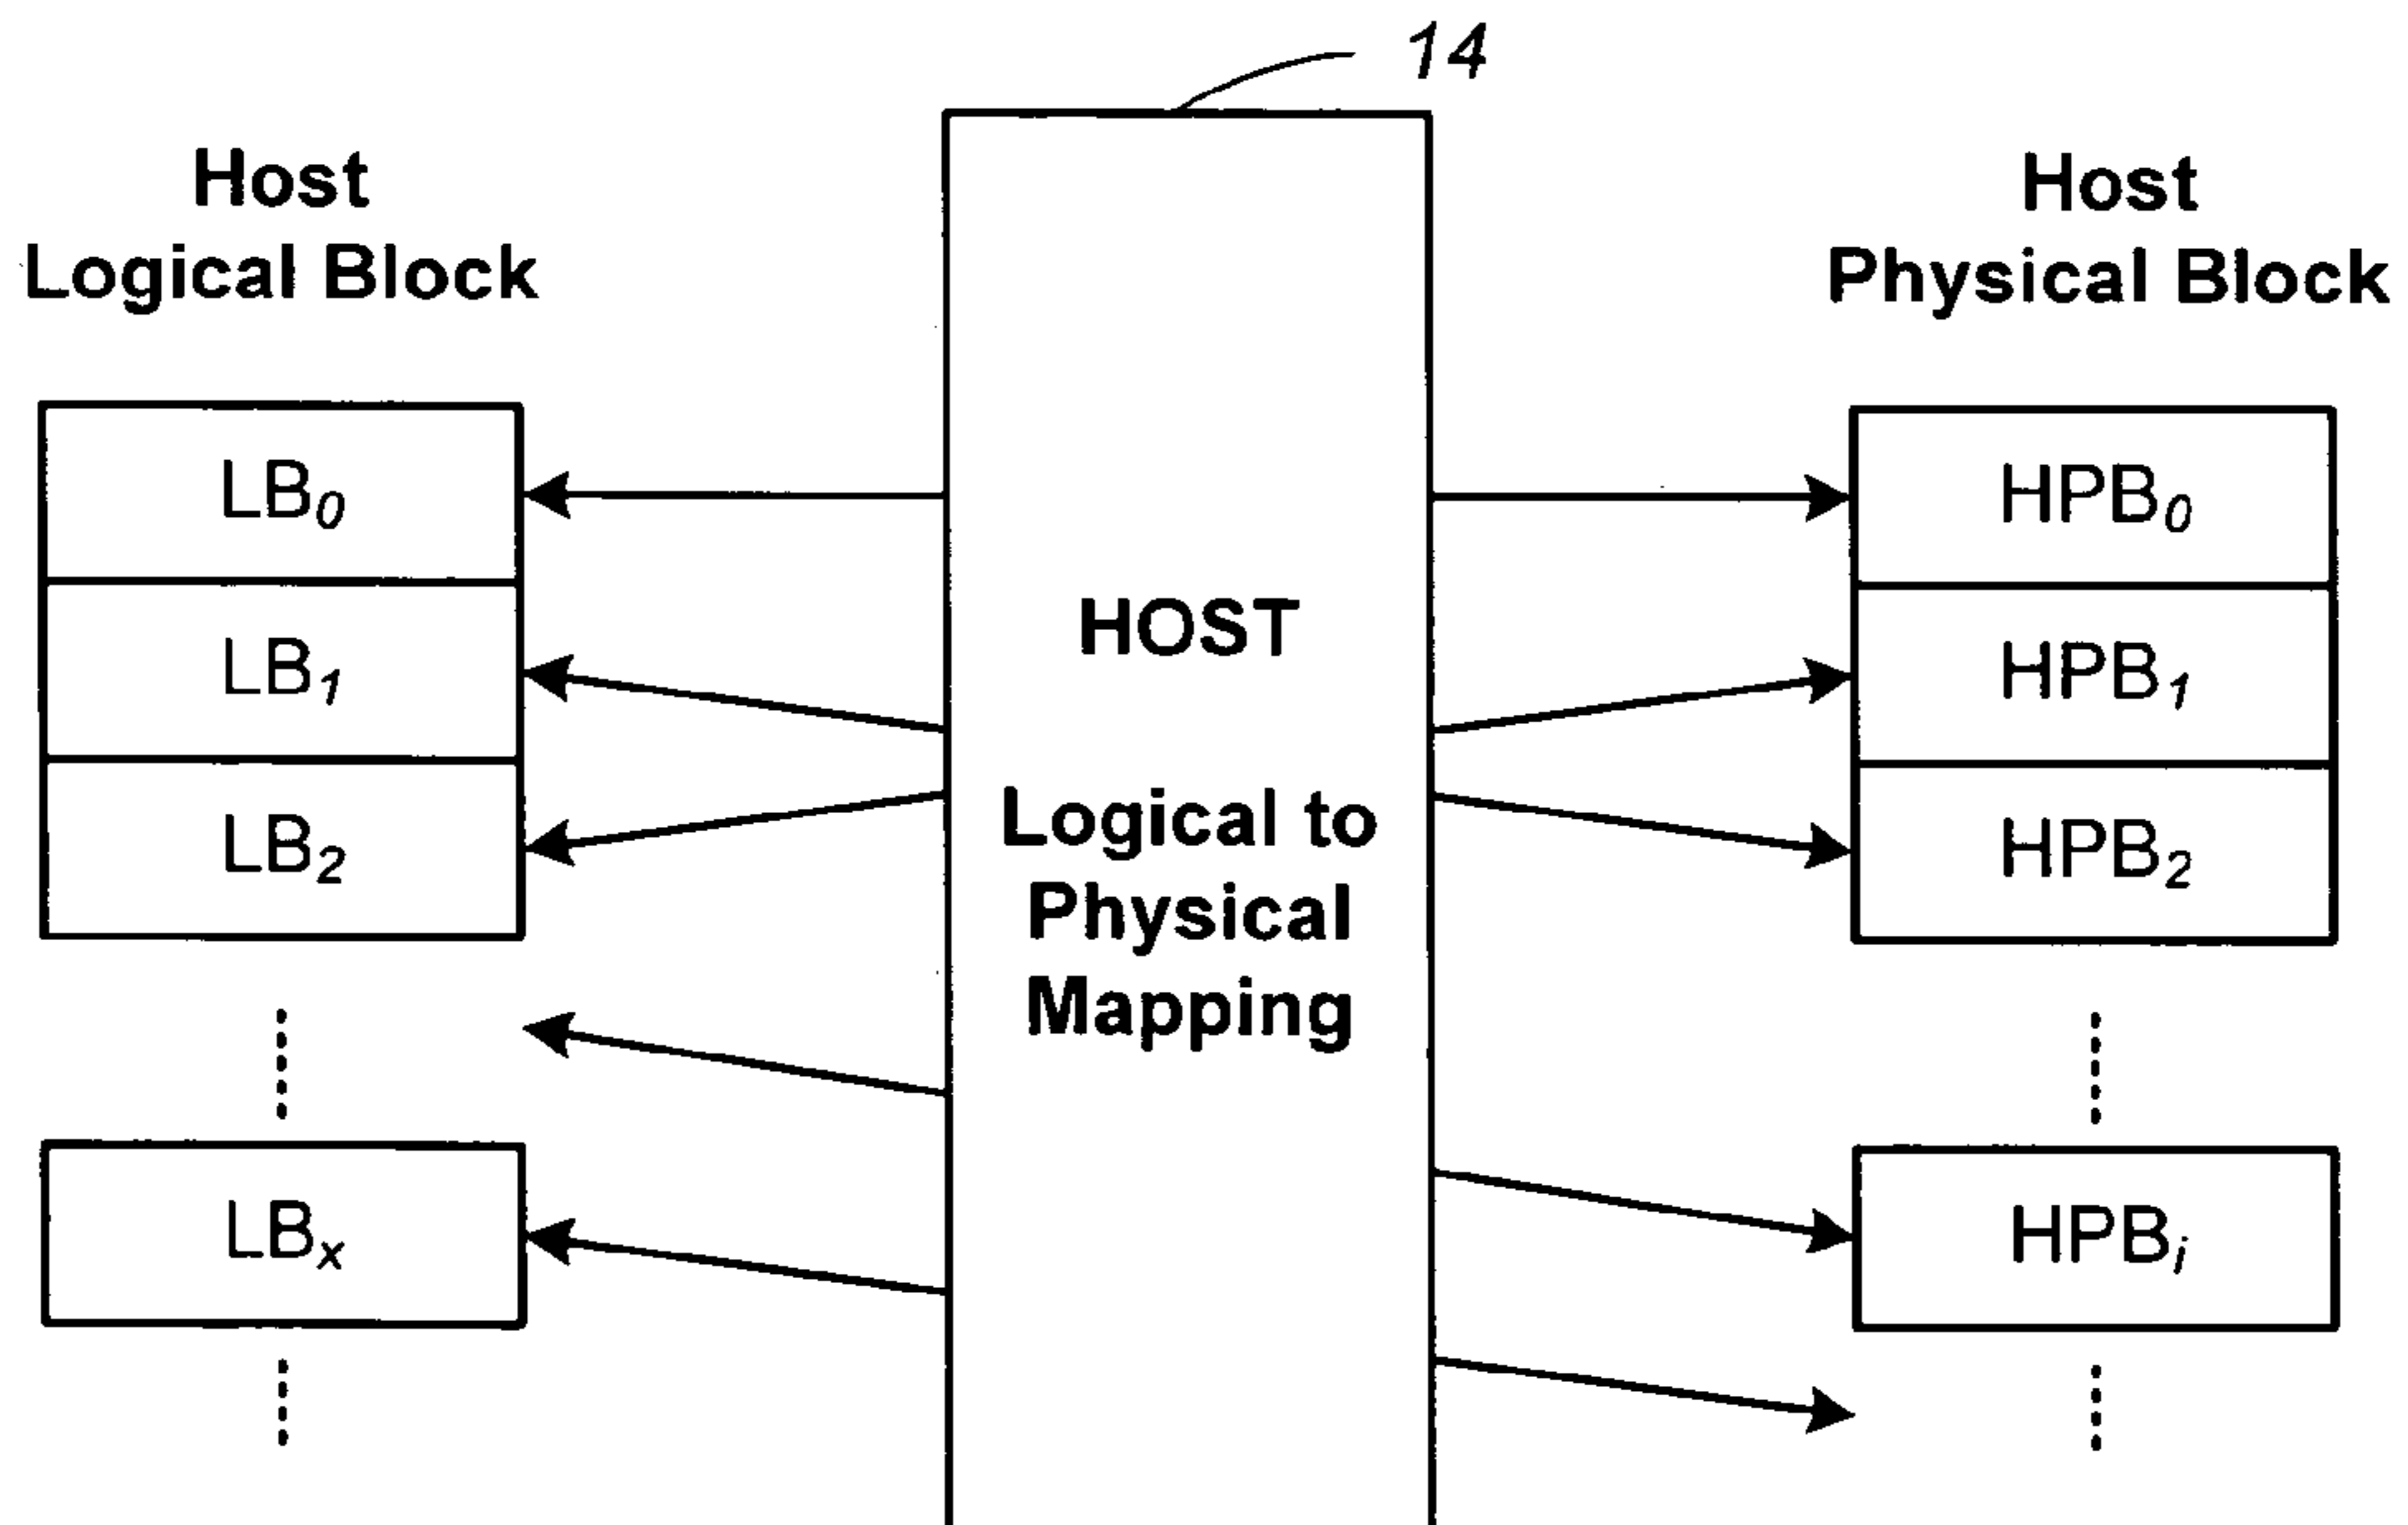 14
Host
Logical Block
LB0
LB1
LB2
LBx
HOST
Logical to
Physical
Mapping
Host
Physical Block
HPB0
HPB1
HPB2
HPBi